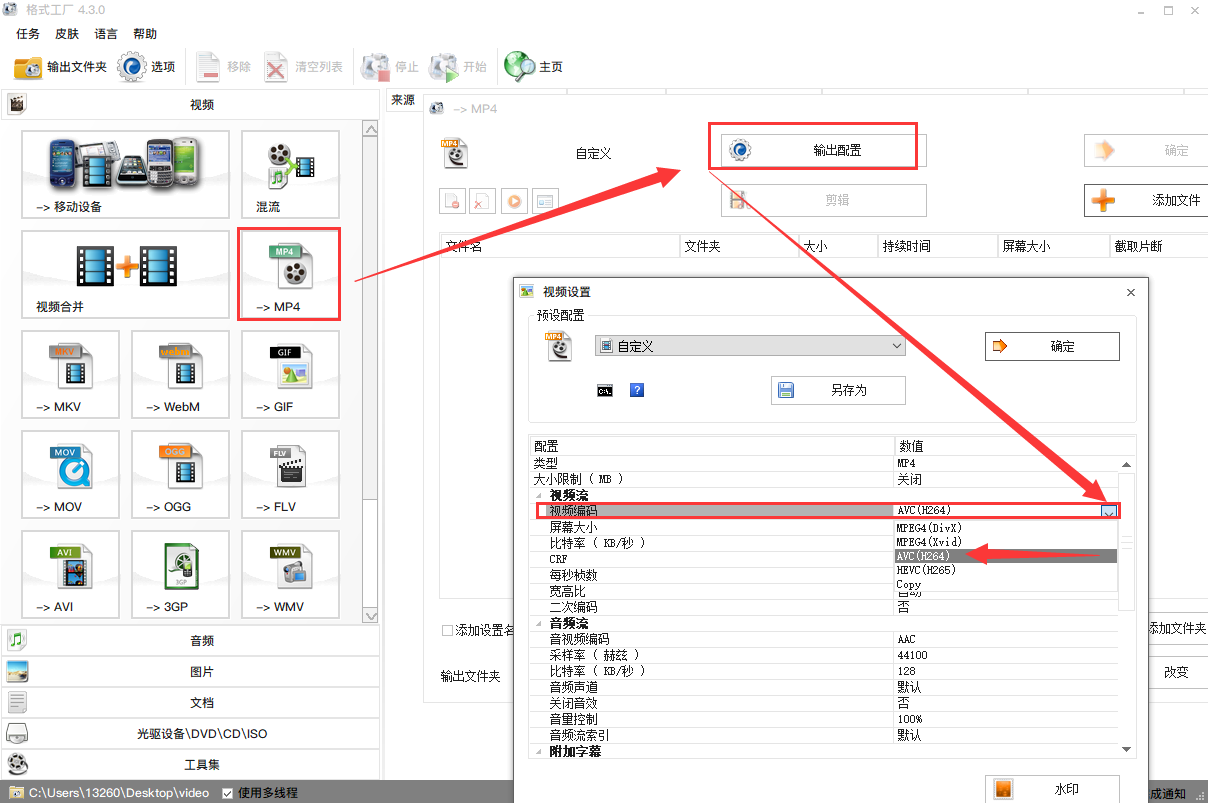 格式工厂 4.3.0
任务 皮肤 语言 帮助
输出文件夹 选项 移除 清空列表 停止 开始 主页
视频
-> 移动设备
混流
视频合并
MP4
-> MP4
MKV
-> MKV
webm
-> WebM
GIF
-> GIF
MOV
-> MOV
OGG
-> OGG
FLV
-> FLV
AVI
-> AVI
3GP
-> 3GP
WMV
-> WMV
音频
图片
文档
光驱设备\DVD\CD\ISO
工具集
C:\Users\13260\Desktop\video 使用多线程
来源
-> MP4
MP4
自定义
输出配置
确定
剪辑
添加文件
文件名 文件夹 大小 持续时间 屏幕大小 截取片断
添加设置名
输出文件夹
添加文件夹
改变
成通知
视频设置
预设配置
MP4
自定义
确定
C:\.
?
另存为
配置 数值
类型 MP4
大小限制 ( MB ) 关闭
视频流
视频编码 AVC(H264)
屏幕大小
比特率 ( KB/秒 )
CRF
每秒桢数
宽高比
二次编码 否
MPEG4(DivX)
MPEG4(Xvid)
AVC(H264)
HEVC(H265)
Copy
音频流
音视频编码 AAC
采样率 ( 赫兹 ) 44100
比特率 ( KB/秒 ) 128
音频声道 默认
关闭音效 否
音量控制 100%
音频流索引 默认
附加字幕
水印